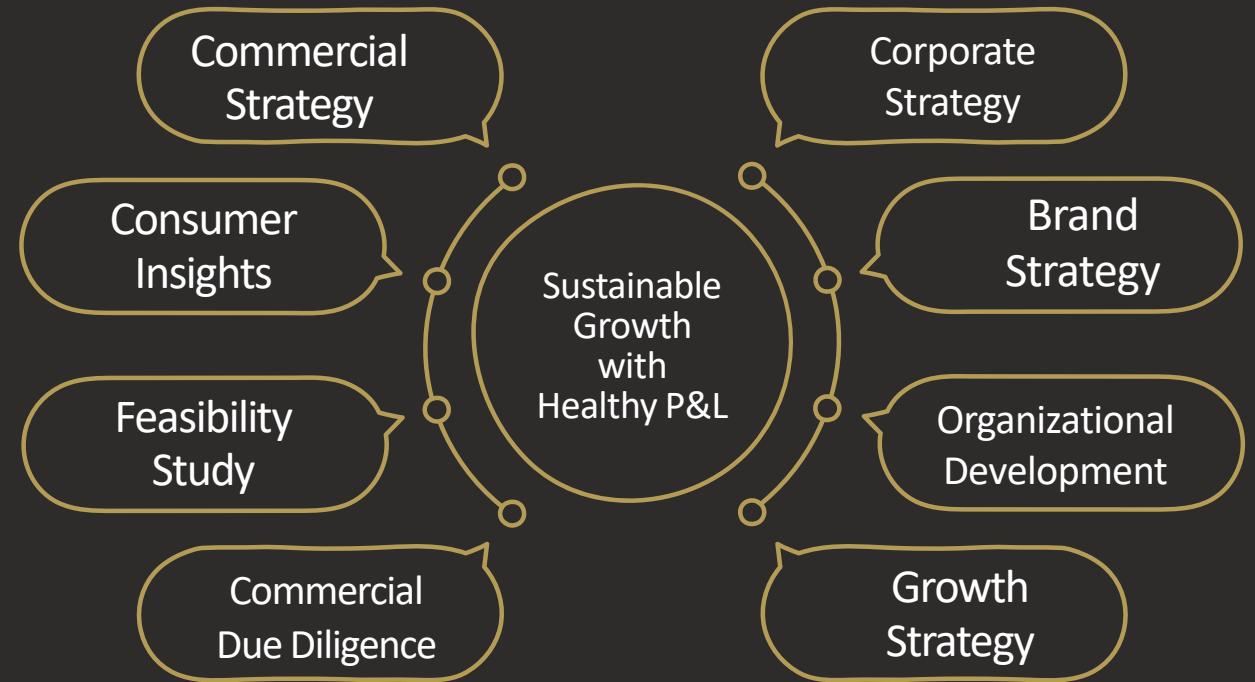 Commercial
Strategy
Corporate
Strategy
Consumer
Insights
Brand
Strategy
Sustainable
Growth
with
Healthy P&L
Feasibility
Study
Organizational
Development
Commercial
Due Diligence
Growth
Strategy